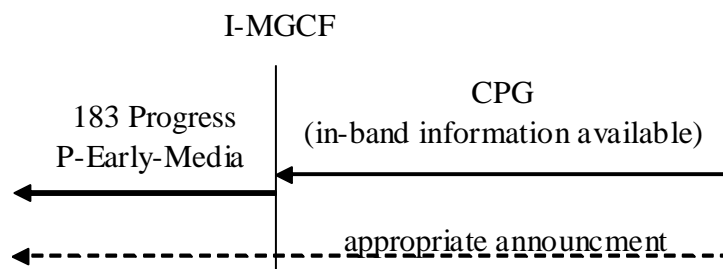 I-MGCF
183 Progress
P-Early-Media
CPG
(in-band information available)
appropriate announcment